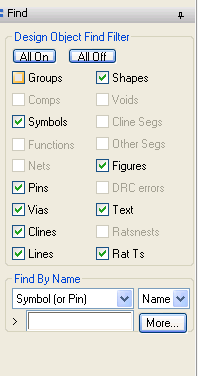 Find
Design Object Find Filter
All On All Off
Groups Shapes
Comps Voids
Symbols Cline Segs
Functions Other Segs
Nets Figures
Pins DRC errors
Vias Text
Clines Ratsnests
Lines Rat Ts
Find By Name
Symbol (or Pin) Name
> More...